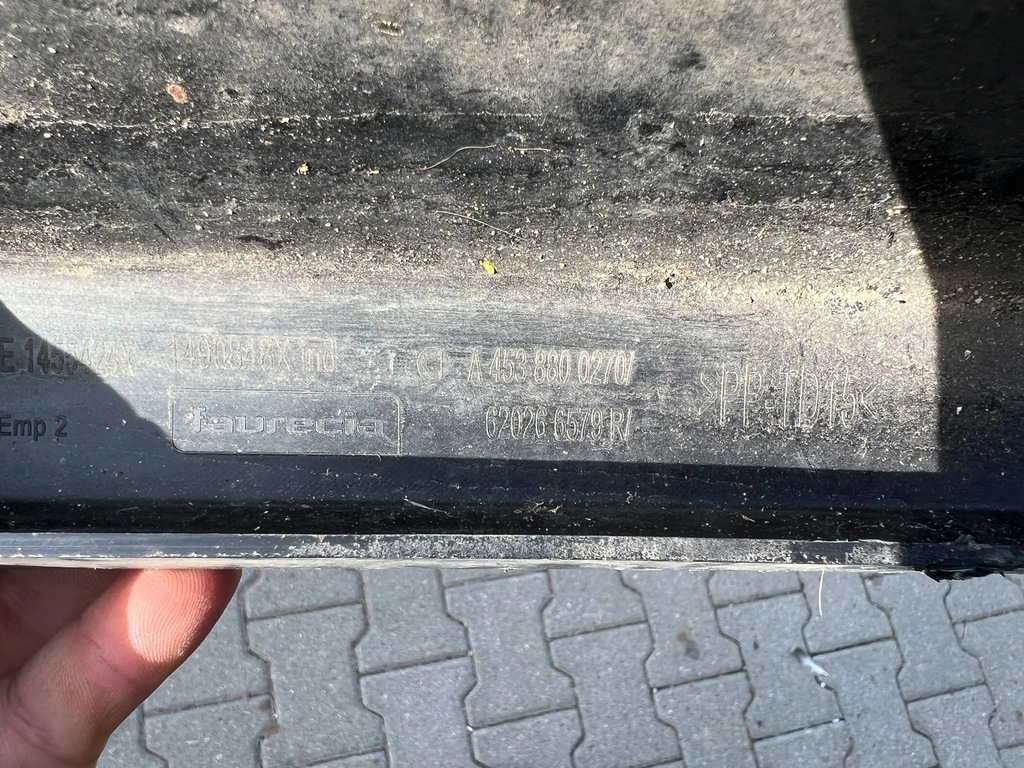 A 453 880 0270/
>PP-TD15<
Emp 2
faurecia
62026 6579 R/